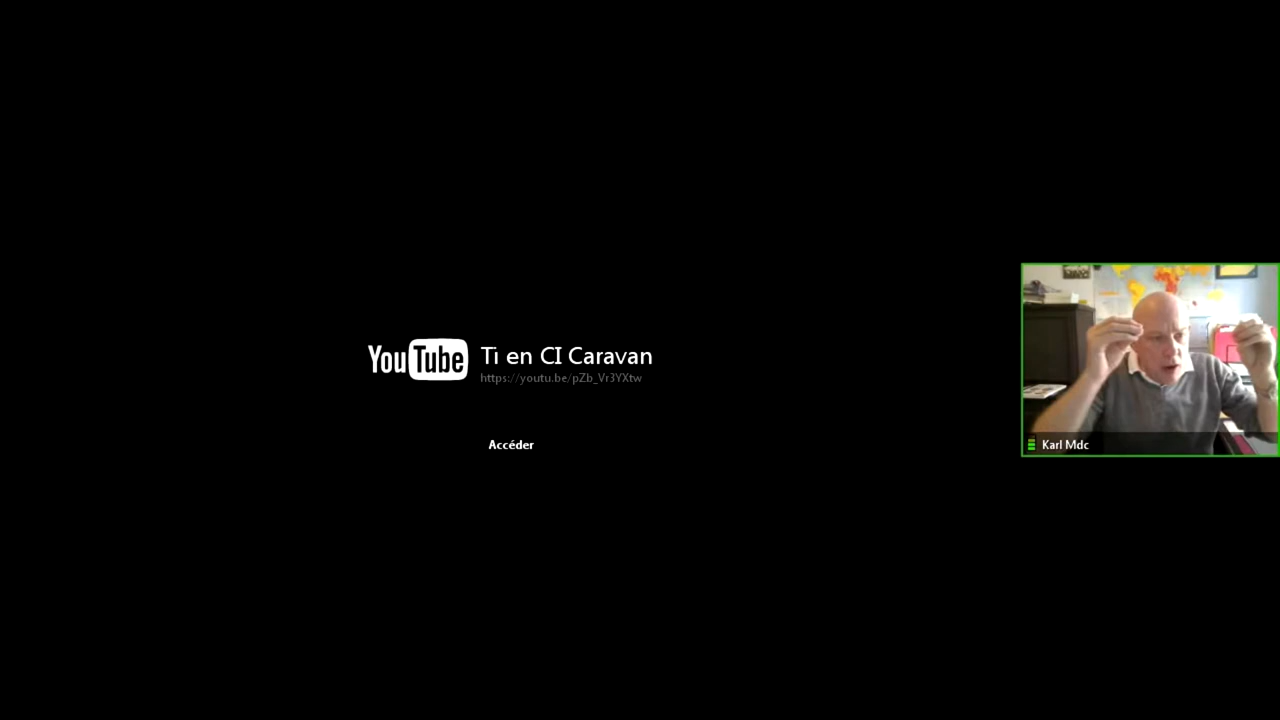 YouTube
Ti en CI Caravan
https://youtu.be/pZb_Vr3YXtw
Accéder
Karl Mdc